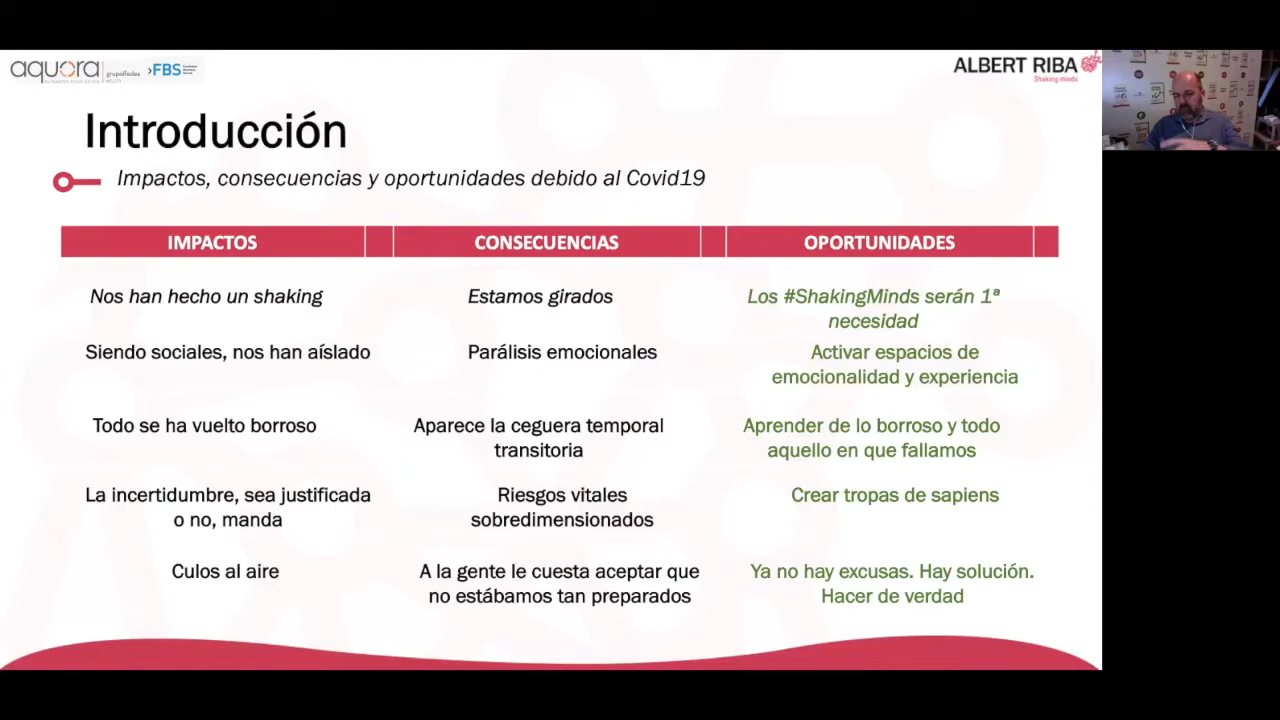 aquora
grupoifedes
FBS
ALBERT RIBA
Shaking minds
Introducción
Impactos, consecuencias y oportunidades debido al Covid19
IMPACTOS
CONSECUENCIAS
OPORTUNIDADES
Nos han hecho un shaking
Estamos girados
Los #ShakingMinds serán 1ª
necesidad
Siendo sociales, nos han aíslado
Parálisis emocionales
Activar espacios de
emocionalidad y experiencia
Todo se ha vuelto borroso
Aparece la ceguera temporal
transitoria
Aprender de lo borroso y todo
aquello en que fallamos
La incertidumbre, sea justificada
o no, manda
Riesgos vitales
sobredimensionados
Crear tropas de sapiens
Culos al aire
A la gente le cuesta aceptar que
no estábamos tan preparados
Ya no hay excusas. Hay solución.
Hacer de verdad